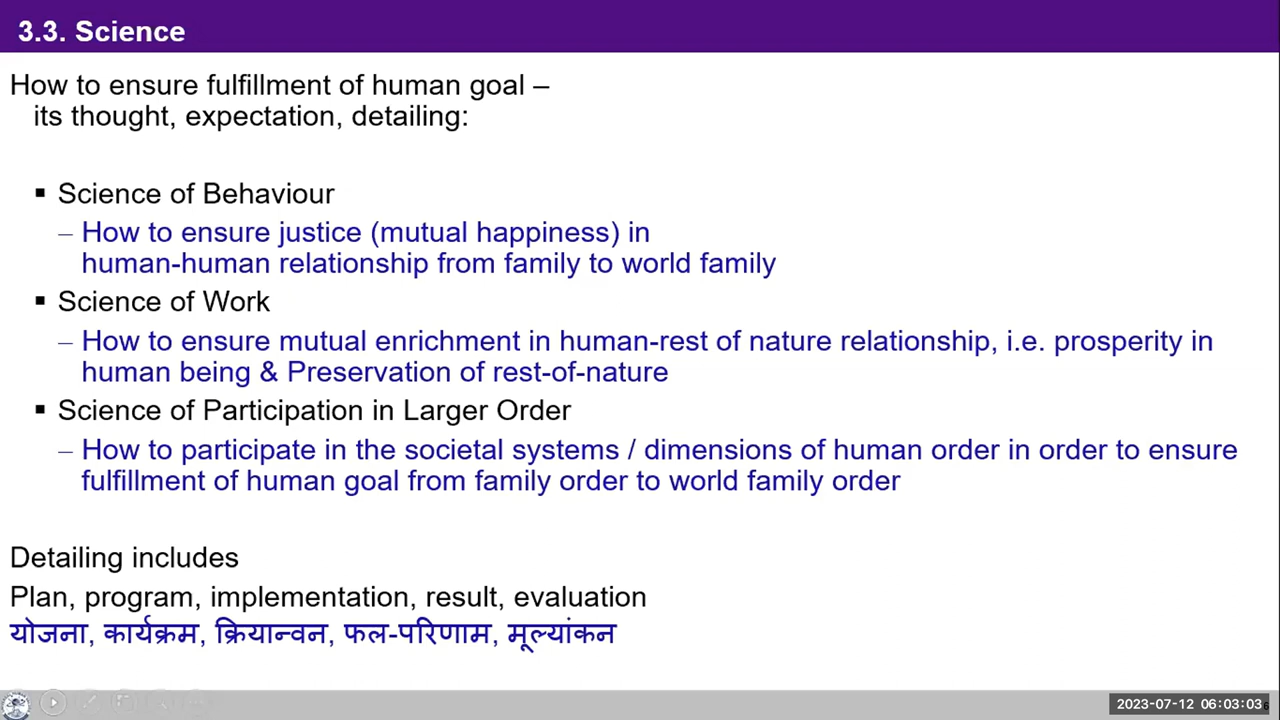 3.3. Science
How to ensure fulfillment of human goal –
its thought, expectation, detailing:
▪ Science of Behaviour
– How to ensure justice (mutual happiness) in
human-human relationship from family to world family
▪ Science of Work
– How to ensure mutual enrichment in human-rest of nature relationship, i.e. prosperity in
human being & Preservation of rest-of-nature
▪ Science of Participation in Larger Order
– How to participate in the societal systems / dimensions of human order in order to ensure
fulfillment of human goal from family order to world family order
Detailing includes
Plan, program, implementation, result, evaluation
योजना, कार्यक्रम, क्रियान्वन, फल-परिणाम, मूल्यांकन
2023-07-12 06:03:03